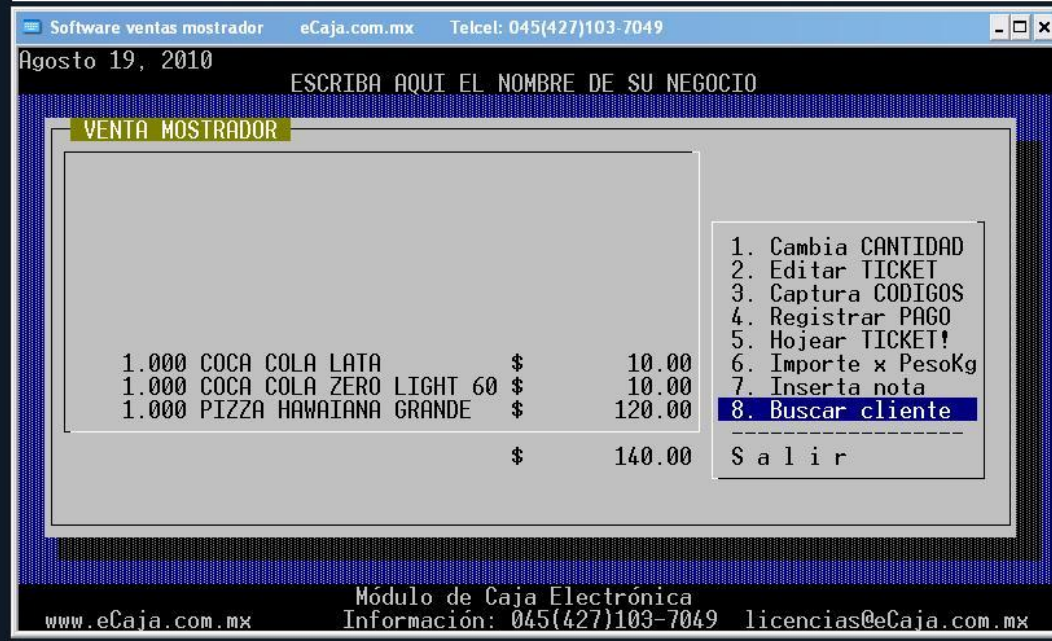 Software ventas mostrador eCaja.com.mx Telcel: 045(427)103-7049
Agosto 19, 2010
ESCRIBA AQUI EL NOMBRE DE SU NEGOCIO
VENTA MOSTRADOR
1.000 COCA COLA LATA $ 10.00
1.000 COCA COLA ZERO LIGHT 60 $ 10.00
1.000 PIZZA HAWAIANA GRANDE $ 120.00
$ 140.00
1. Cambia CANTIDAD
2. Editar TICKET
3. Captura CODIGOS
4. Registrar PAGO
5. Hojear TICKET!
6. Importe x PesoKg
7. Inserta nota
8. Buscar cliente
--------------------
S a l i r
Módulo de Caja Electrónica
www.eCaja.com.mx Información: 045(427)103-7049 licencias@eCaja.com.mx